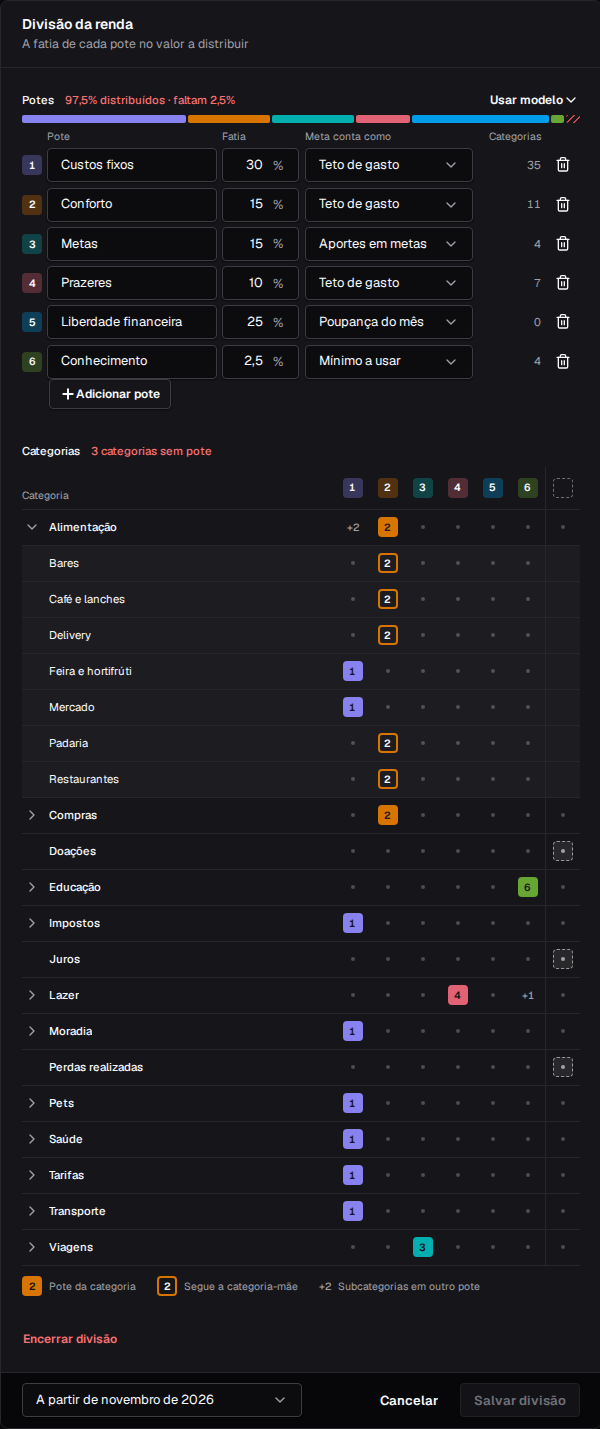 Divisão da renda
A fatia de cada pote no valor a distribuir
Potes 97,5% distribuídos · faltam 2,5% Usar modelo
Pote Fatia Meta conta como Categorias
1 Custos fixos 30 % Teto de gasto 35
2 Conforto 15 % Teto de gasto 11
3 Metas 15 % Aportes em metas 4
4 Prazeres 10 % Teto de gasto 7
5 Liberdade financeira 25 % Poupança do mês 0
6 Conhecimento 2,5 % Mínimo a usar 4
Adicionar pote
Categorias 3 categorias sem pote
Categoria 1 2 3 4 5 6
Alimentação +2 2
Bares 2
Café e lanches 2
Delivery 2
Feira e hortifrúti 1
Mercado 1
Padaria 2
Restaurantes 2
Compras 2
Doações
Educação 6
Impostos 1
Juros
Lazer 4 +1
Moradia 1
Perdas realizadas
Pets 1
Saúde 1
Tarifas 1
Transporte 1
Viagens 3
2 Pote da categoria 2 Segue a categoria-mãe +2 Subcategorias em outro pote
Encerrar divisão
A partir de novembro de 2026 Cancelar Salvar divisão